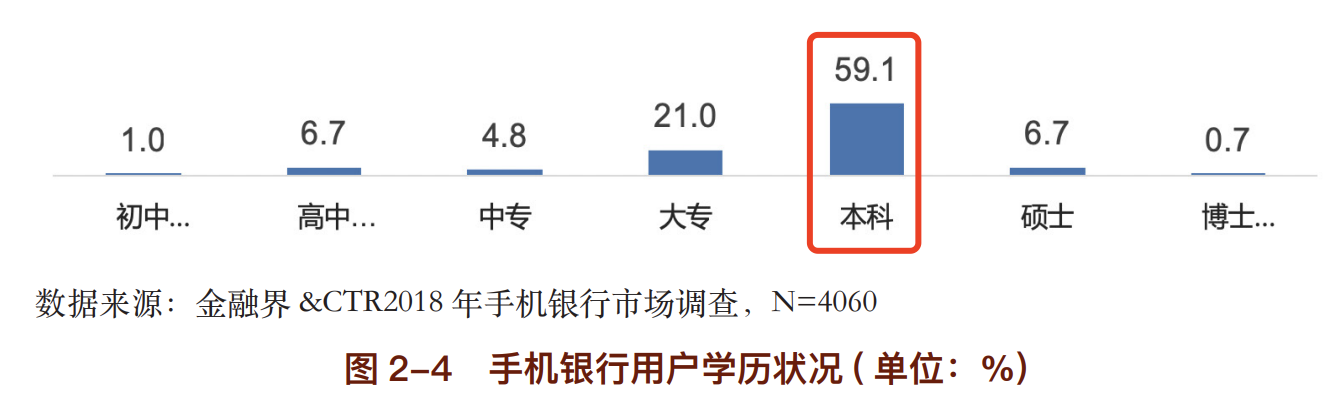 1.0 6.7 4.8 21.0 59.1 6.7 0.7
初中... 高中... 中专 大专 本科 硕士 博士...
数据来源：金融界 &CTR2018 年手机银行市场调查，N=4060
图 2–4 手机银行用户学历状况 ( 单位：%)